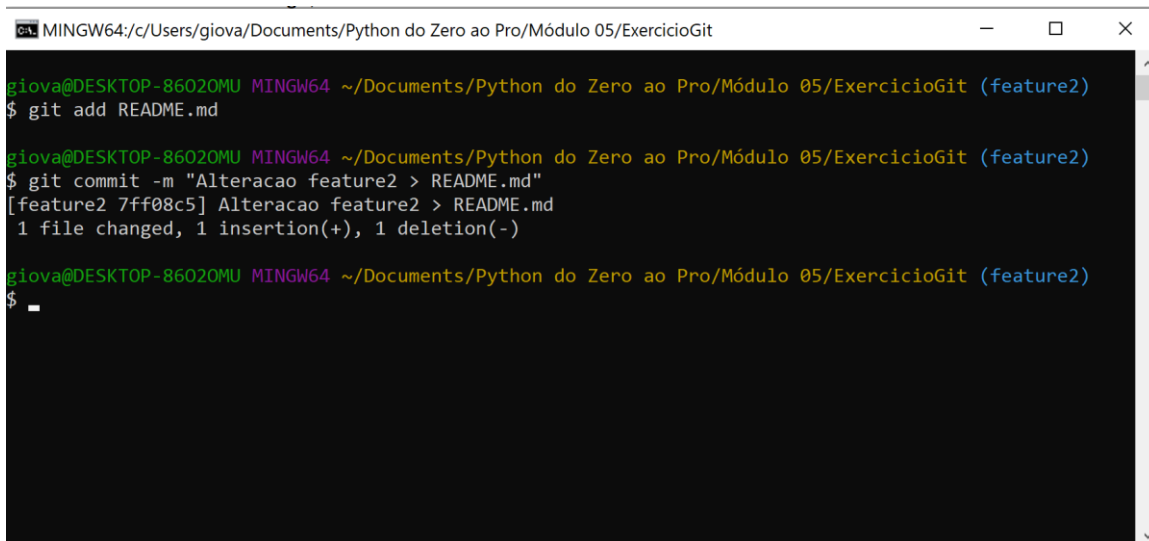 MINGW64:/c/Users/giova/Documents/Python do Zero ao Pro/Módulo 05/ExercicioGit
giova@DESKTOP-86O2OMU MINGW64 ~/Documents/Python do Zero ao Pro/Módulo 05/ExercicioGit (feature2)
$ git add README.md
giova@DESKTOP-86O2OMU MINGW64 ~/Documents/Python do Zero ao Pro/Módulo 05/ExercicioGit (feature2)
$ git commit -m "Alteracao feature2 > README.md"
[feature2 7ff08c5] Alteracao feature2 > README.md
1 file changed, 1 insertion(+), 1 deletion(-)
giova@DESKTOP-86O2OMU MINGW64 ~/Documents/Python do Zero ao Pro/Módulo 05/ExercicioGit (feature2)
$